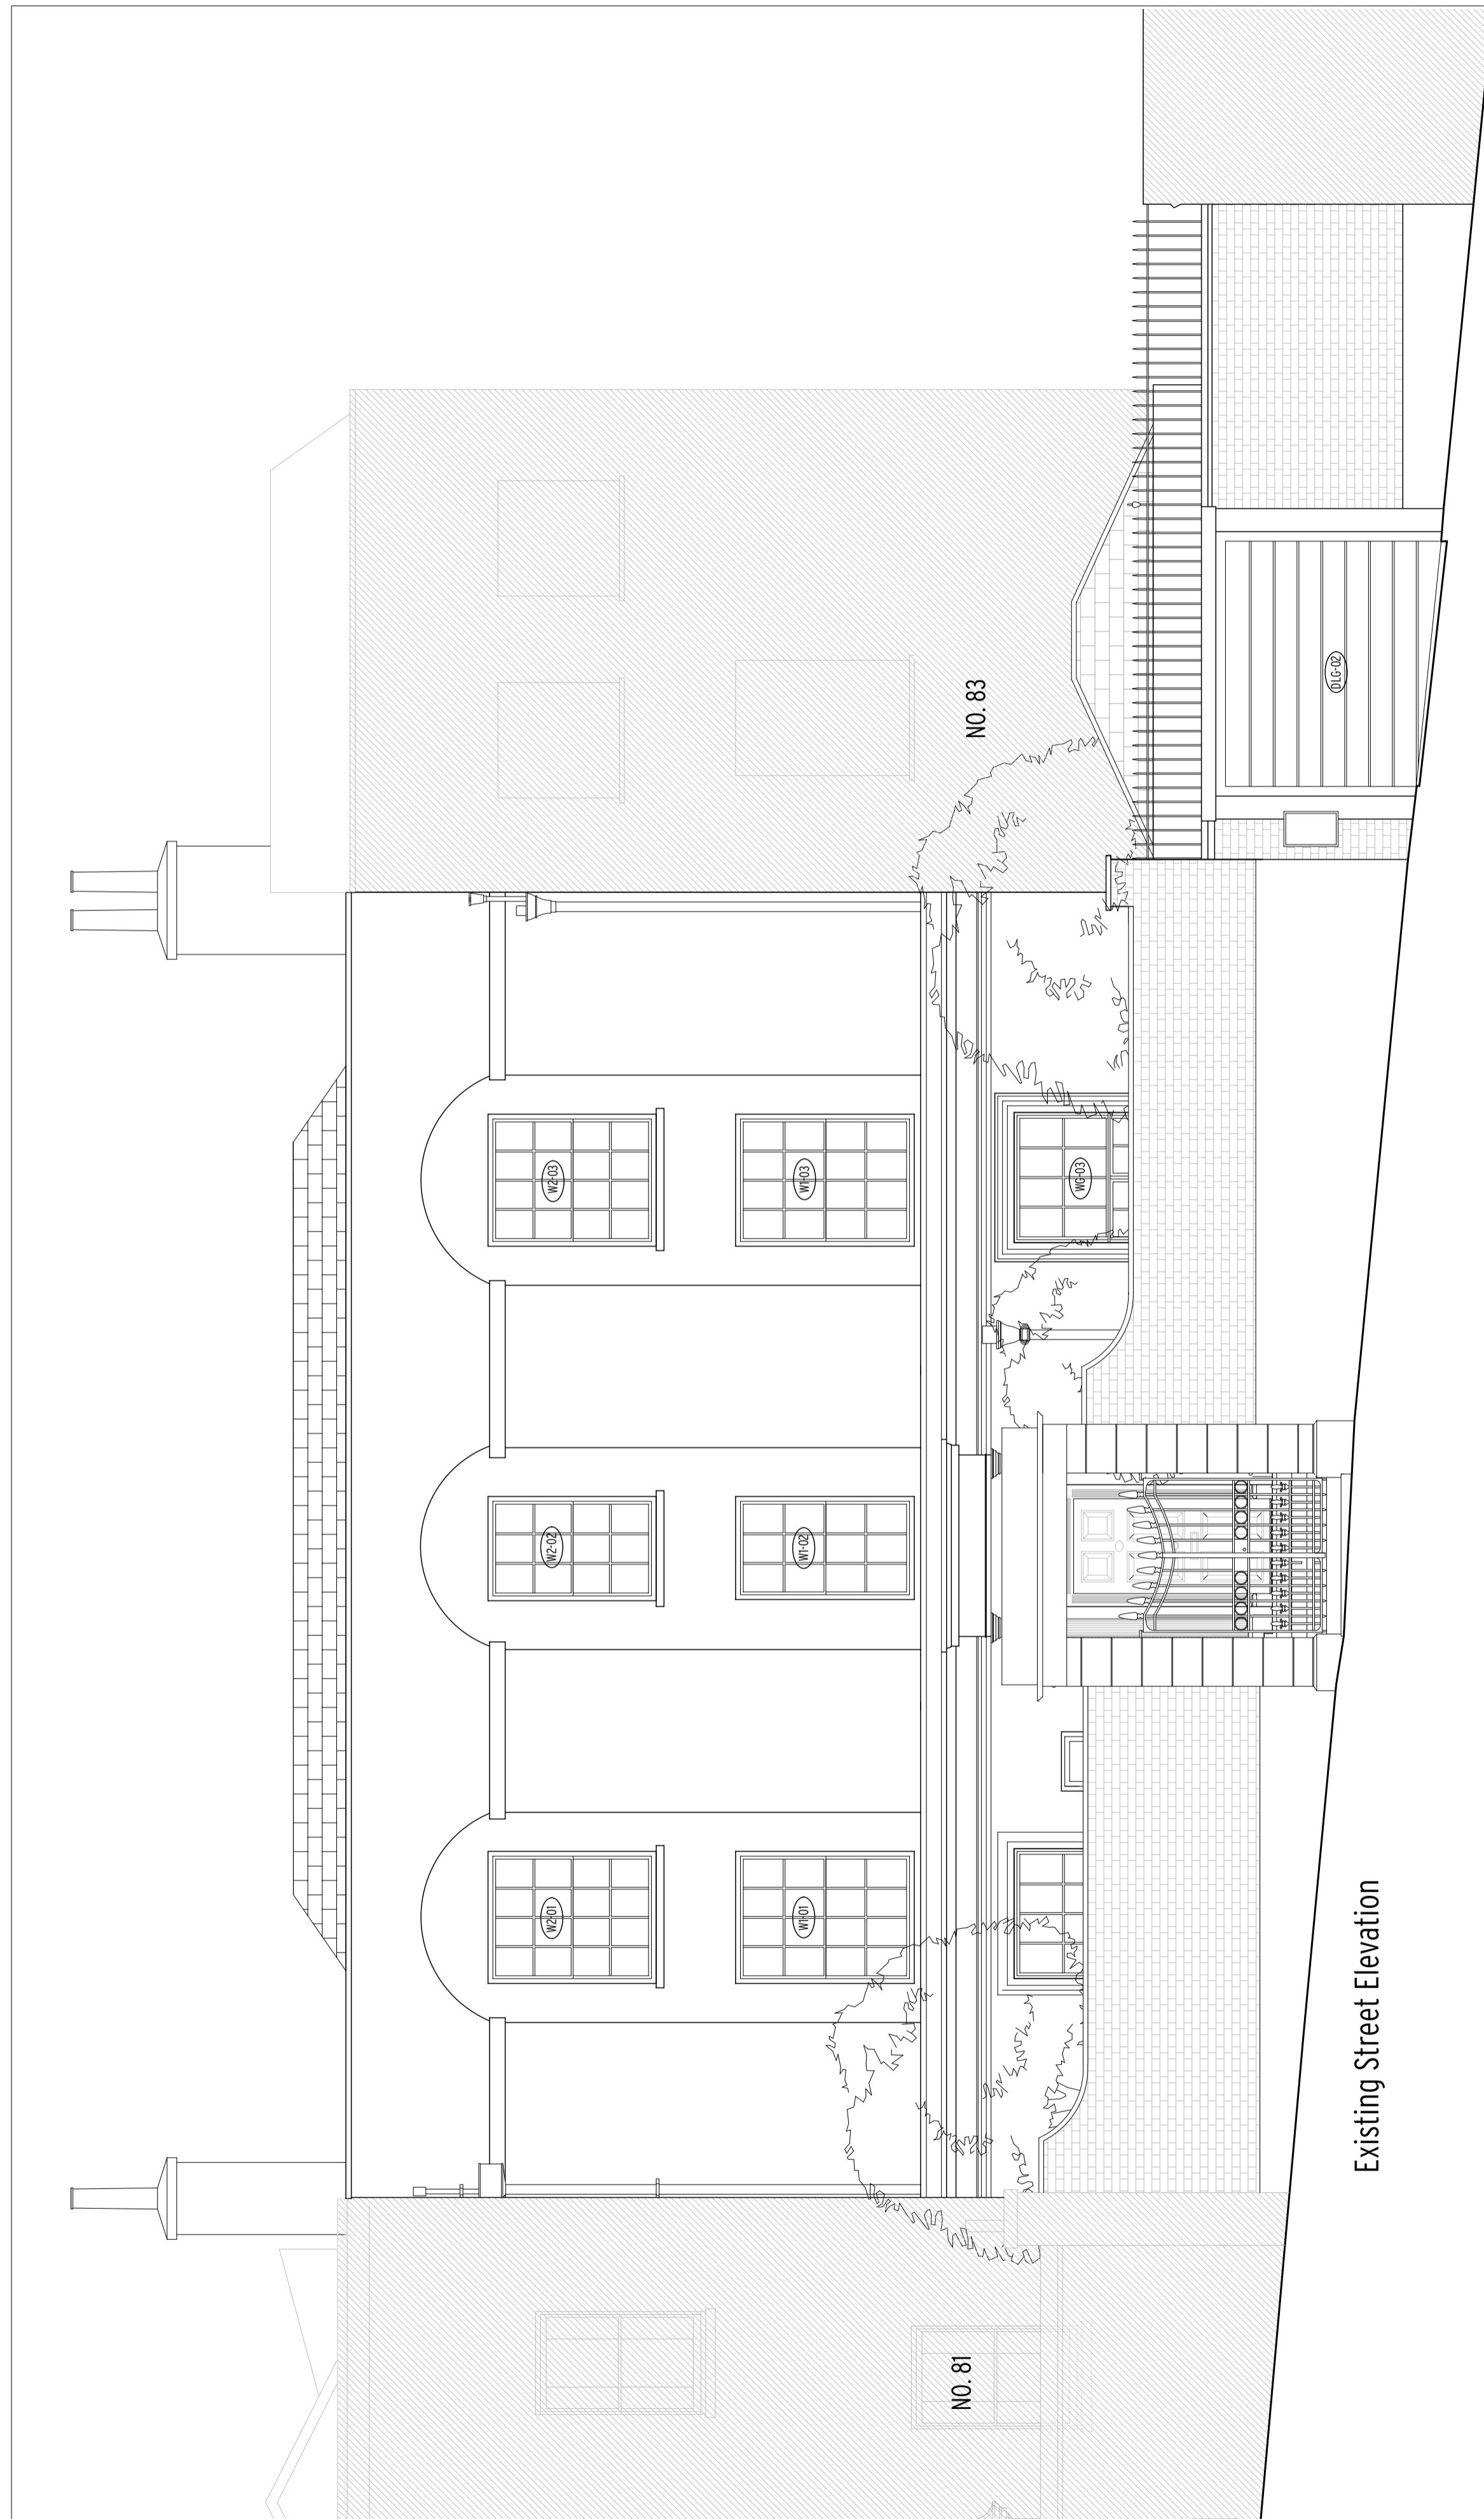 W2-01
W2-02
W2-03
W1-01
W1-02
W1-03
WG-03
NO. 81
NO. 83
DLG-02
Existing Street Elevation